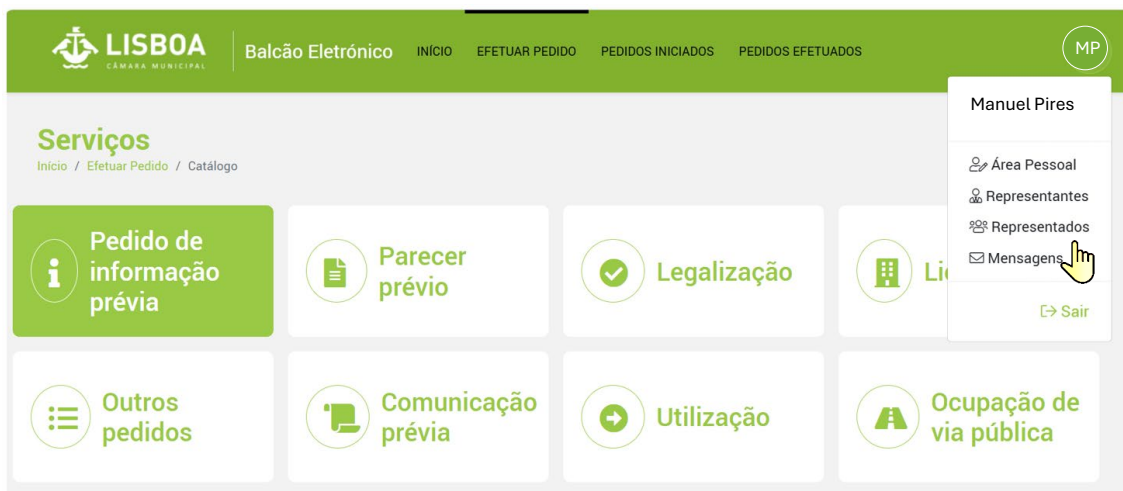 LISBOA
CÂMARA MUNICIPAL
Balcão Eletrónico
INÍCIO
EFETUAR PEDIDO
PEDIDOS INICIADOS
PEDIDOS EFETUADOS
MP
Manuel Pires
Área Pessoal
Representantes
Representados
Mensagens
Sair
Serviços
Início / Efetuar Pedido / Catálogo
Pedido de
informação
prévia
Parecer
prévio
Legalização
Outros
pedidos
Comunicação
prévia
Utilização
Ocupação de
via pública